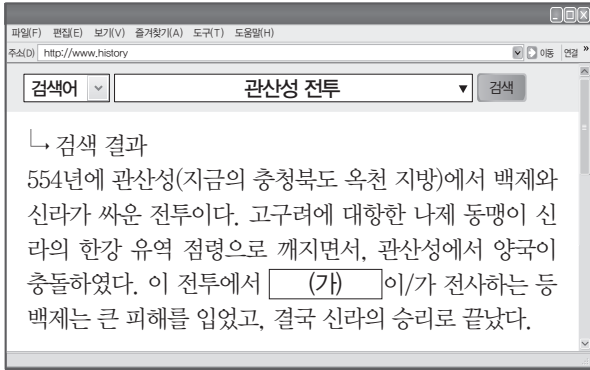 파일(F) 편집(E) 보기(V) 즐겨찾기(A) 도구(T) 도움말(H)
주소(D) http://www.history 이동 연결 »
검색어 관산성 전투 검색
검색 결과
554년에 관산성(지금의 충청북도 옥천 지방)에서 백제와
신라가 싸운 전투이다. 고구려에 대항한 나제 동맹이 신
라의 한강 유역 점령으로 깨지면서, 관산성에서 양국이
충돌하였다. 이 전투에서 (가) 이/가 전사하는 등
백제는 큰 피해를 입었고, 결국 신라의 승리로 끝났다.